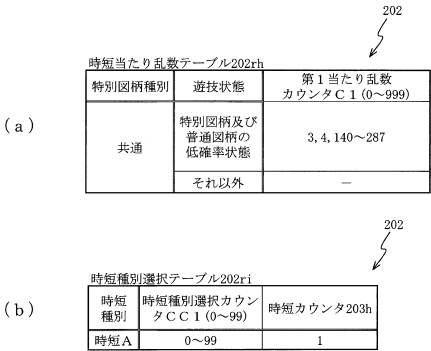 202
時短当たり乱数テーブル202rh
(a)
特別図柄種別
遊技状態
第1当たり乱数
カウンタC1(0~999)
共通
特別図柄及び
普通図柄の
低確率状態
3,4,140~287
それ以外
-
202
時短種別選択テーブル202ri
(b)
時短
種別
時短種別選択カウン
タCC1(0~99)
時短カウンタ203h
時短A
0~99
1